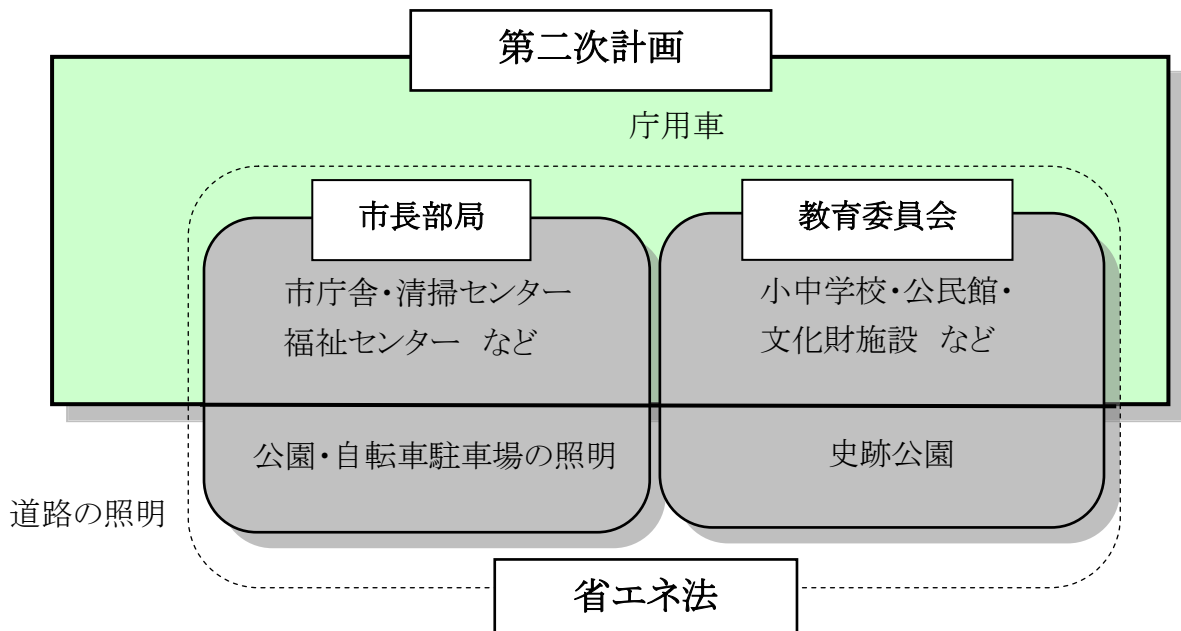 第二次計画
庁用車
市長部局
市庁舎・清掃センター
福祉センター　など
教育委員会
小中学校・公民館・
文化財施設　など
公園・自転車駐車場の照明
史跡公園
道路の照明
省エネ法